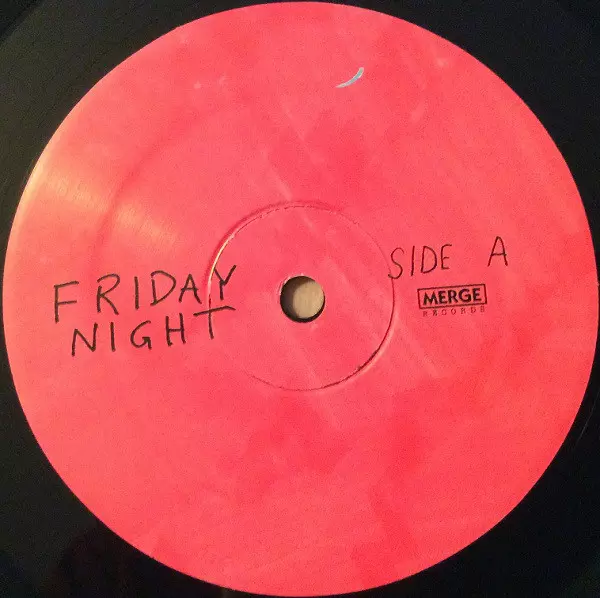 FRIDAY
NIGHT
SIDE A
MERGE
RECORDS